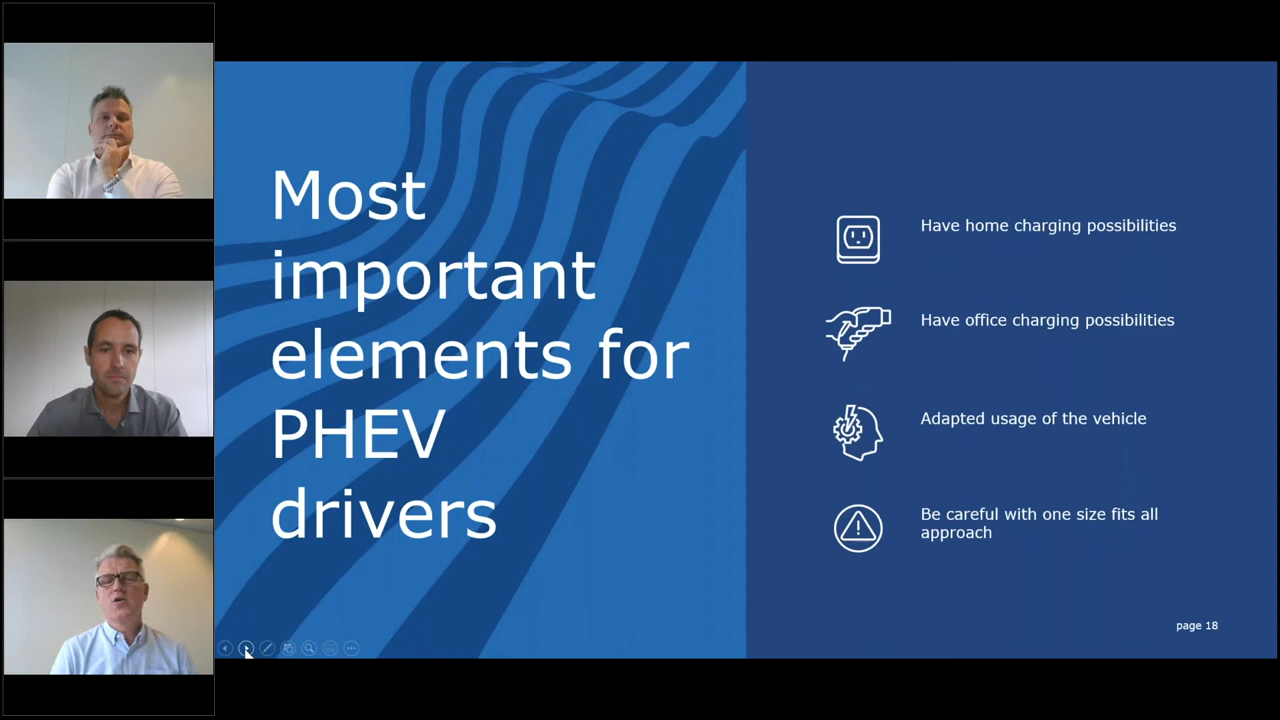 Most
important
elements for
PHEV
drivers
Have home charging possibilities
Have office charging possibilities
Adapted usage of the vehicle
Be careful with one size fits all
approach
page 18